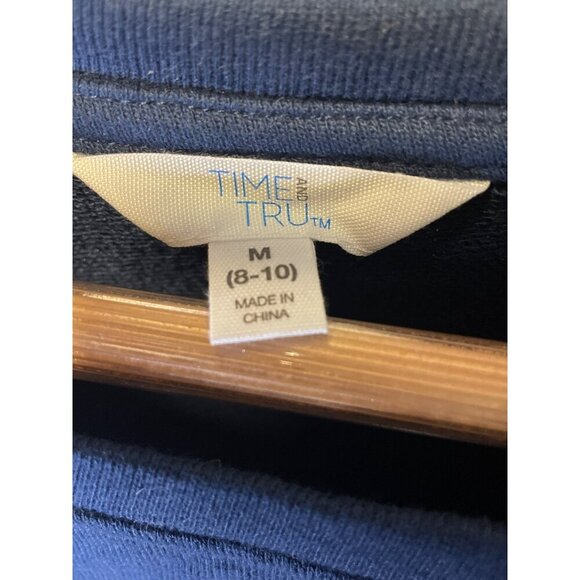 TIME AND
TRU™
M
(8-10)
MADE IN
CHINA